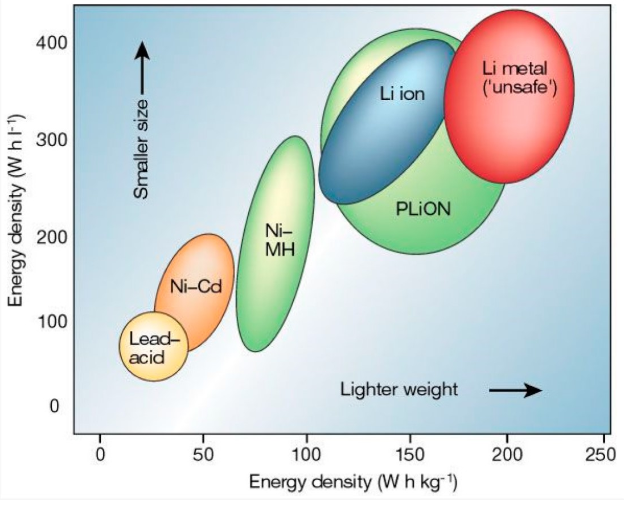 400
300
200
100
0
Energy density (W h l⁻¹)
Smaller size
Li metal
('unsafe')
Li ion
PLiON
Ni–
MH
Ni–Cd
Lead–
acid
Lighter weight
0 50 100 150 200 250
Energy density (W h kg⁻¹)